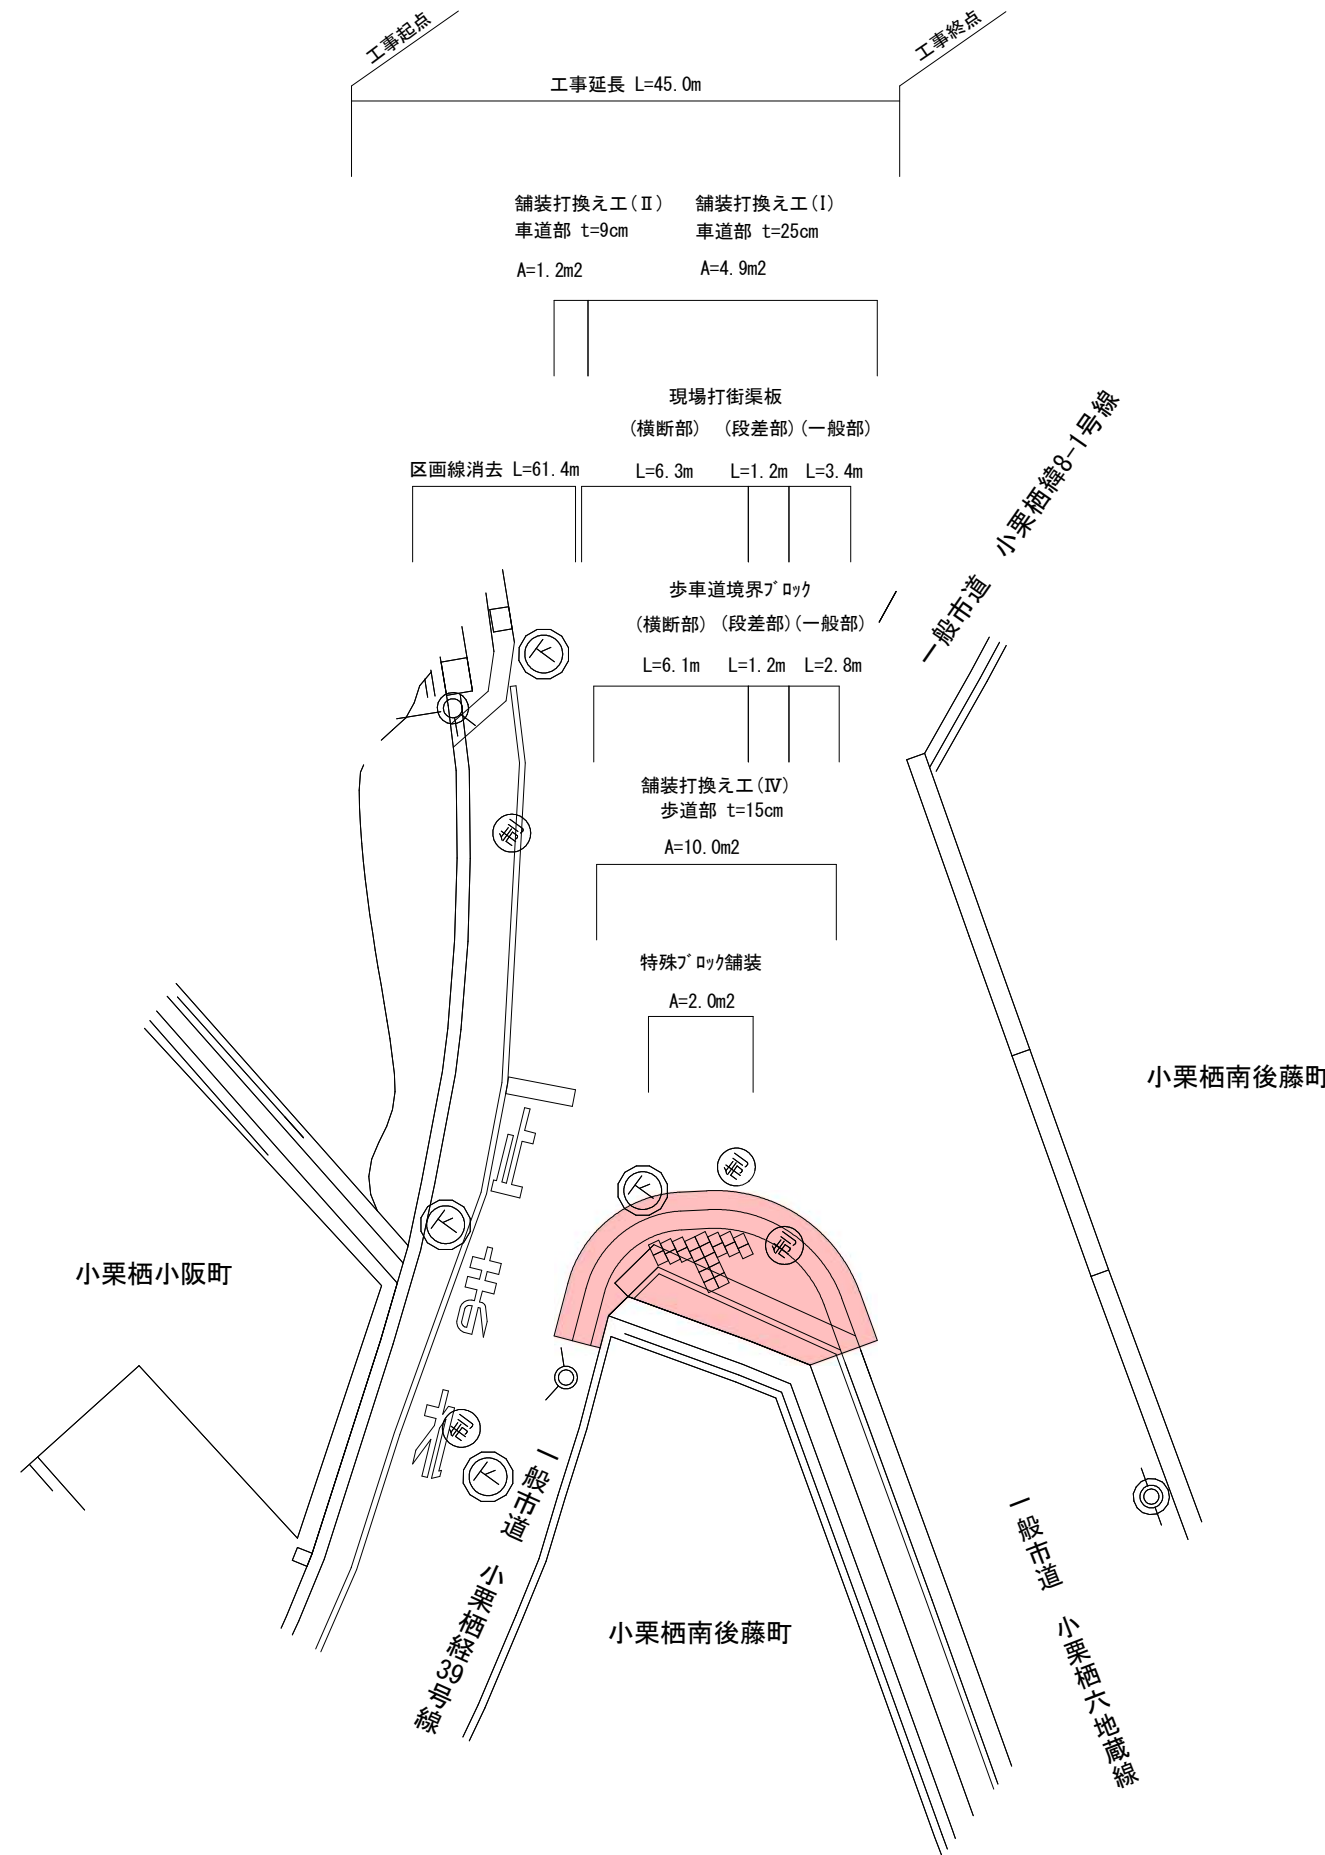 工事起点
工事終点
工事延長 L=45.0m
舗装打換え工(Ⅱ)
車道部 t=9cm
A=1.2m2
舗装打換え工(Ⅰ)
車道部 t=25cm
A=4.9m2
現場打街渠板
(横断部) (段差部) (一般部)
区画線消去 L=61.4m
L=6.3m L=1.2m L=3.4m
一般市道 小栗栖緯8-1号線
歩車道境界ブロック
(横断部) (段差部) (一般部)
L=6.1m L=1.2m L=2.8m
下
制
舗装打換え工(Ⅳ)
歩道部 t=15cm
A=10.0m2
特殊ブロック舗装
A=2.0m2
小栗栖南後藤町
制
下
下
制
小栗栖小阪町
止まれ
制
下
一般市道 小栗栖経39号線
小栗栖南後藤町
一般市道 小栗栖六地蔵線